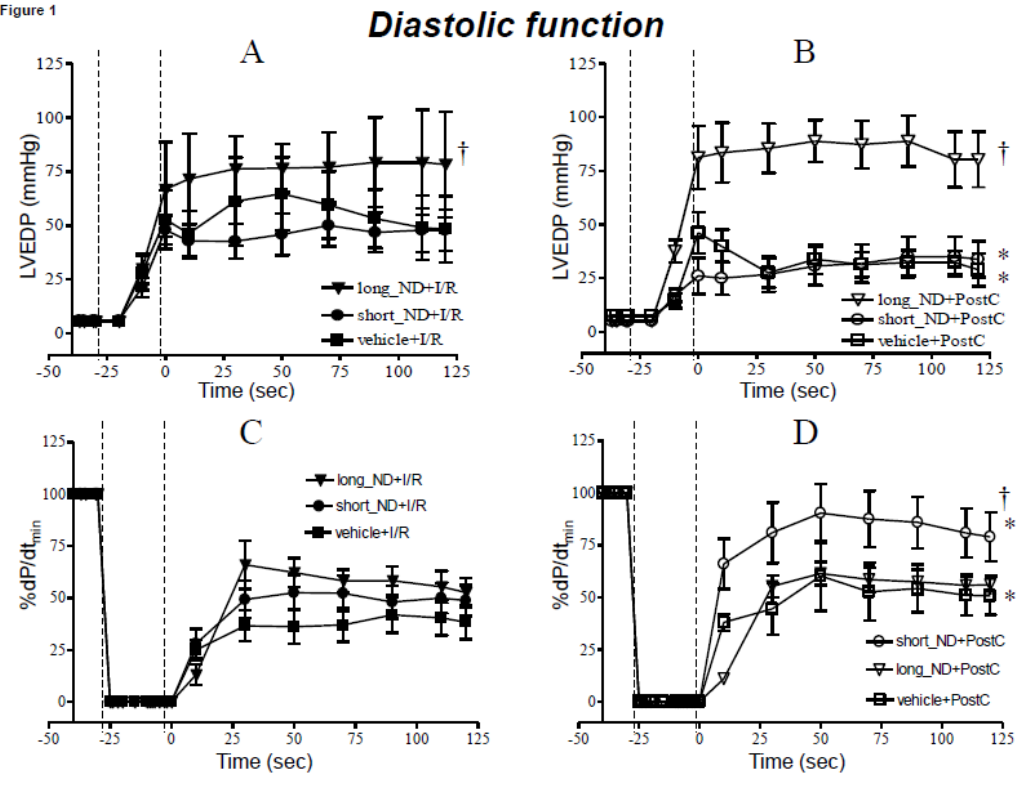 Figure 1
Diastolic function
A
125
100
75
50
25
0
LVEDP (mmHg)
†
long_ND+I/R
short_ND+I/R
vehicle+I/R
-50 -25 0 25 50 75 100 125
Time (sec)
B
125
100
75
50
25
0
LVEDP (mmHg)
†
*
*
long_ND+PostC
short_ND+PostC
vehicle+PostC
-50 -25 0 25 50 75 100 125
Time (sec)
C
125
100
75
50
25
0
%dP/dtmin
long_ND+I/R
short_ND+I/R
vehicle+I/R
-50 -25 0 25 50 75 100 125
Time (sec)
D
125
100
75
50
25
0
%dP/dtmin
†
*
*
short_ND+PostC
long_ND+PostC
vehicle+PostC
-50 -25 0 25 50 75 100 125
Time (sec)